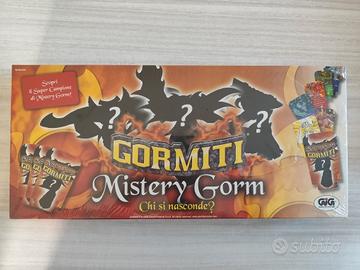 Scopri
il Super Campione
di Mistery Gorm!
?
?
?
GORMITI
Mistery Gorm
Chi si nasconde?
GIG
subito